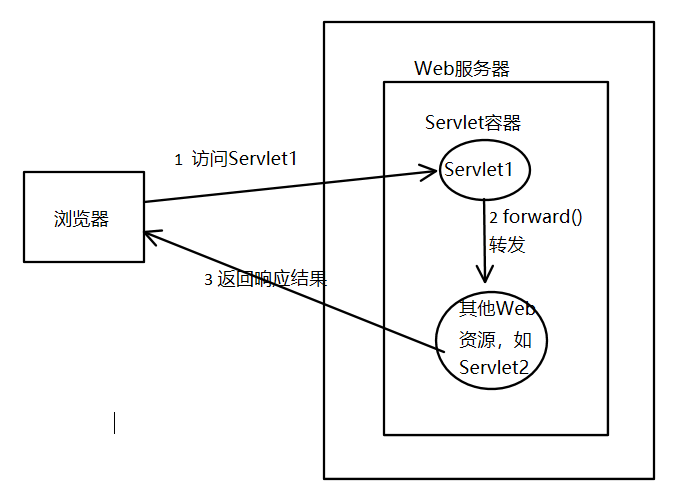 Web服务器
Servlet容器
1 访问Servlet1
Servlet1
浏览器
2 forward()
转发
3 返回响应结果
其他Web
资源，如
Servlet2